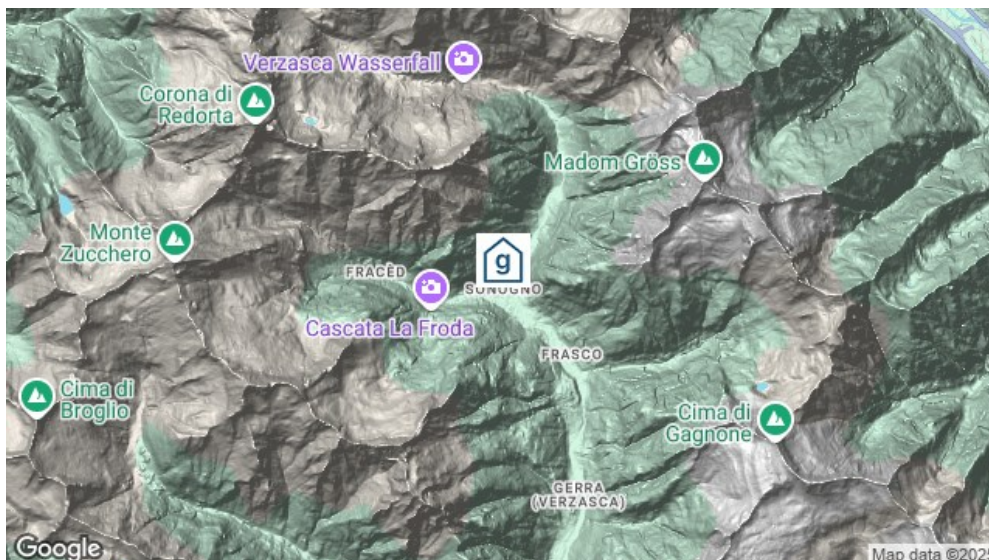 Verzasca Wasserfall
Corona di
Redorta
Madom Gröss
Monte
Zucchero
FRACÈD
g
SONOGNO
Cascata La Froda
FRASCO
Cima di
Broglio
Cima di
Gagnone
GERRA
(VERZASCA)
Google
Map data ©202